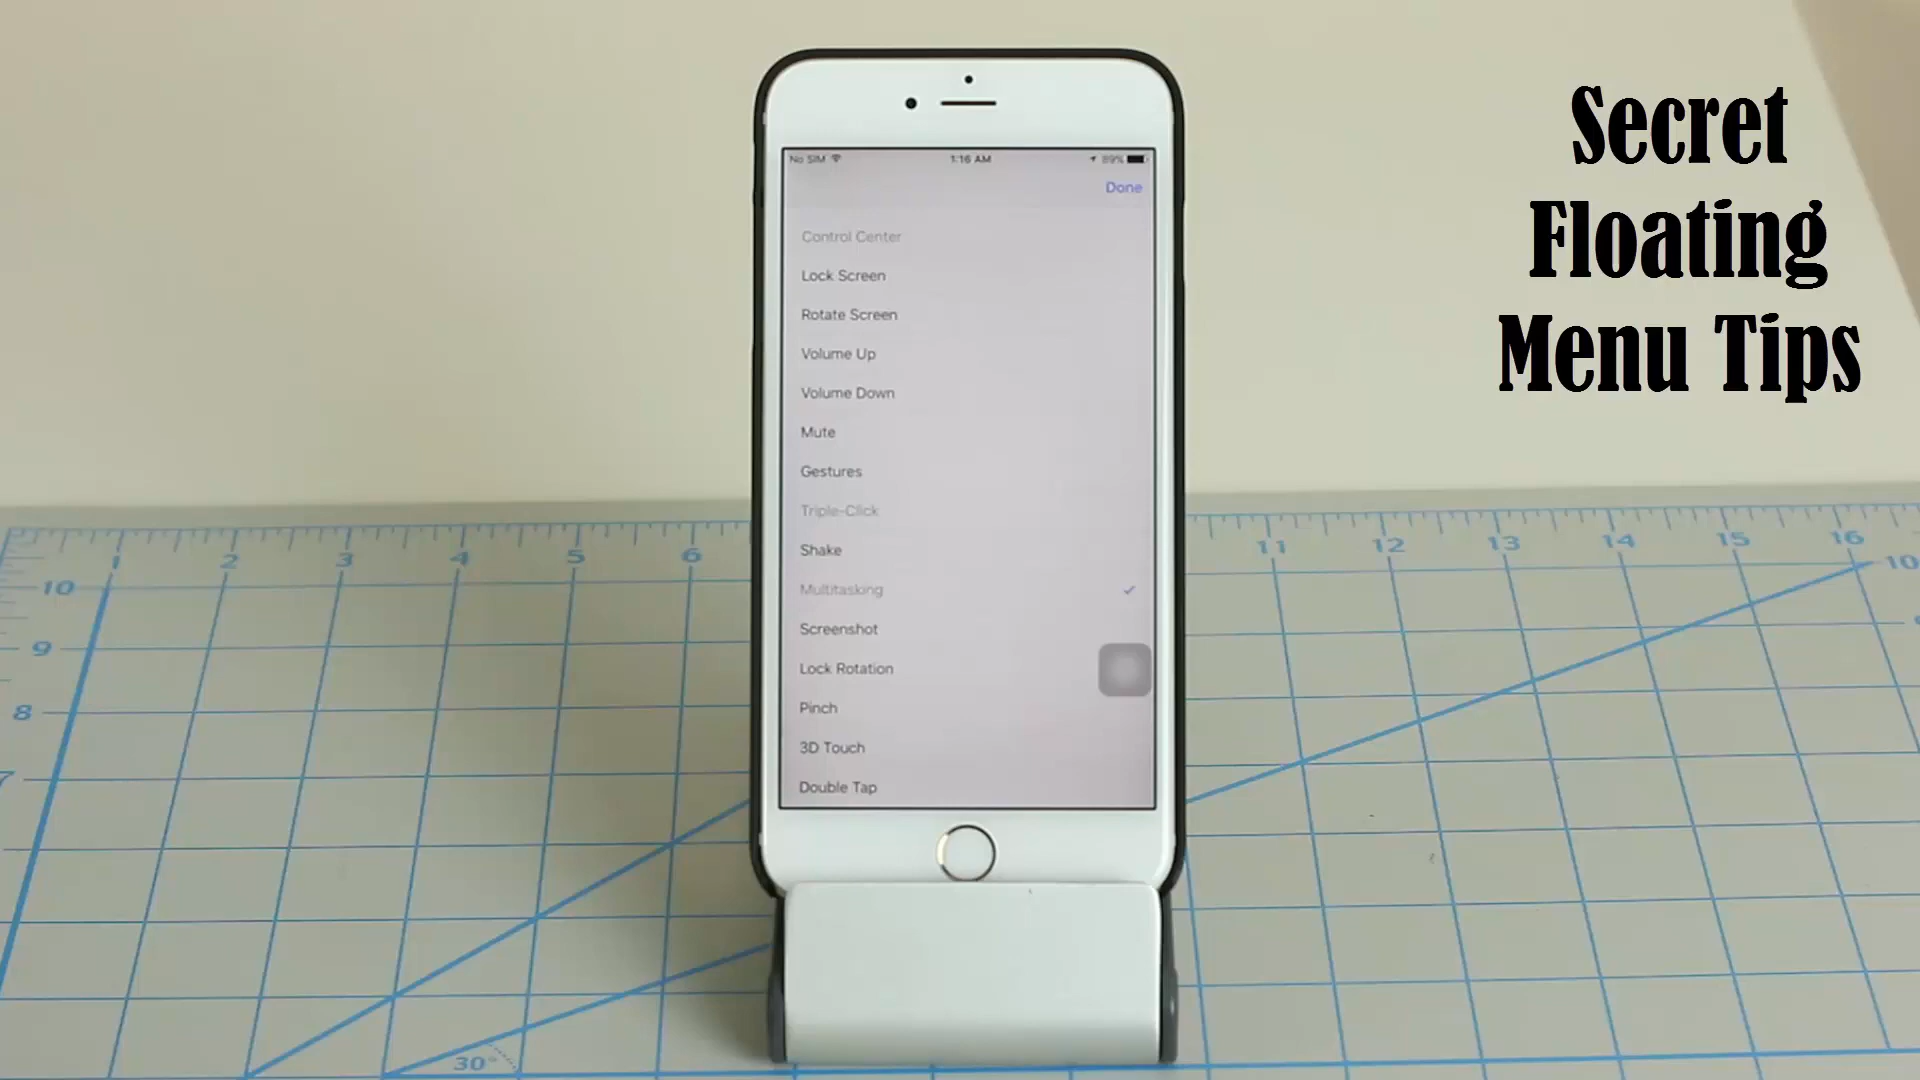 Secret
Floating
Menu Tips
No SIM 1:16 AM 89%
Done
Control Center
Lock Screen
Rotate Screen
Volume Up
Volume Down
Mute
Gestures
Triple-Click
Shake
Multitasking
Screenshot
Lock Rotation
Pinch
3D Touch
Double Tap
1 2 3 4 5 6 11 12 13 14 15 16
10 10
9
8
7
30°